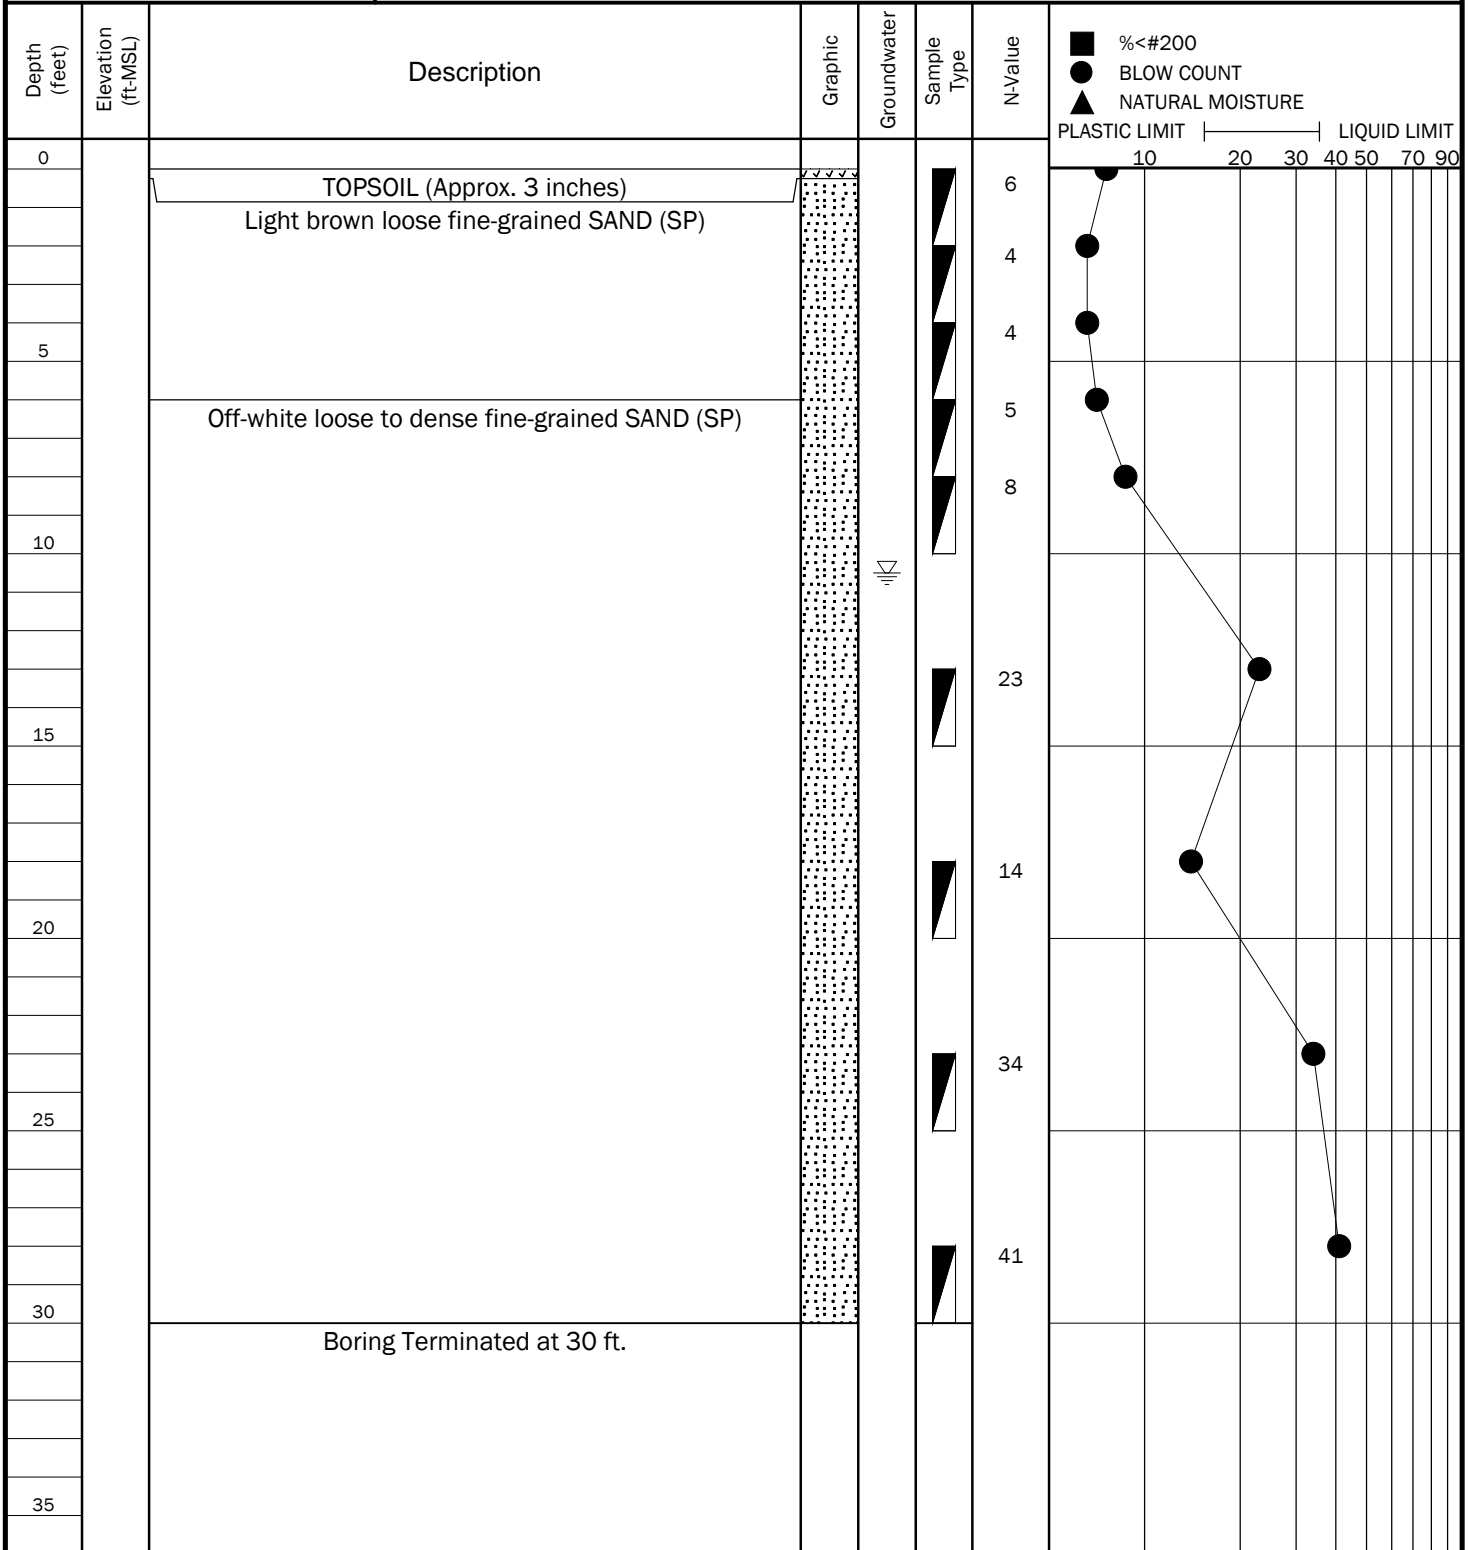 Depth
(feet)
Elevation
(ft-MSL)
Description
Graphic
Groundwater
Sample
Type
N-Value
%<#200
BLOW COUNT
NATURAL MOISTURE
PLASTIC LIMIT LIQUID LIMIT
10 20 30 40 50 70 90
0
TOPSOIL (Approx. 3 inches)
6
Light brown loose fine-grained SAND (SP)
4
4
5
Off-white loose to dense fine-grained SAND (SP)
5
8
10
23
15
14
20
34
25
41
30
Boring Terminated at 30 ft.
35